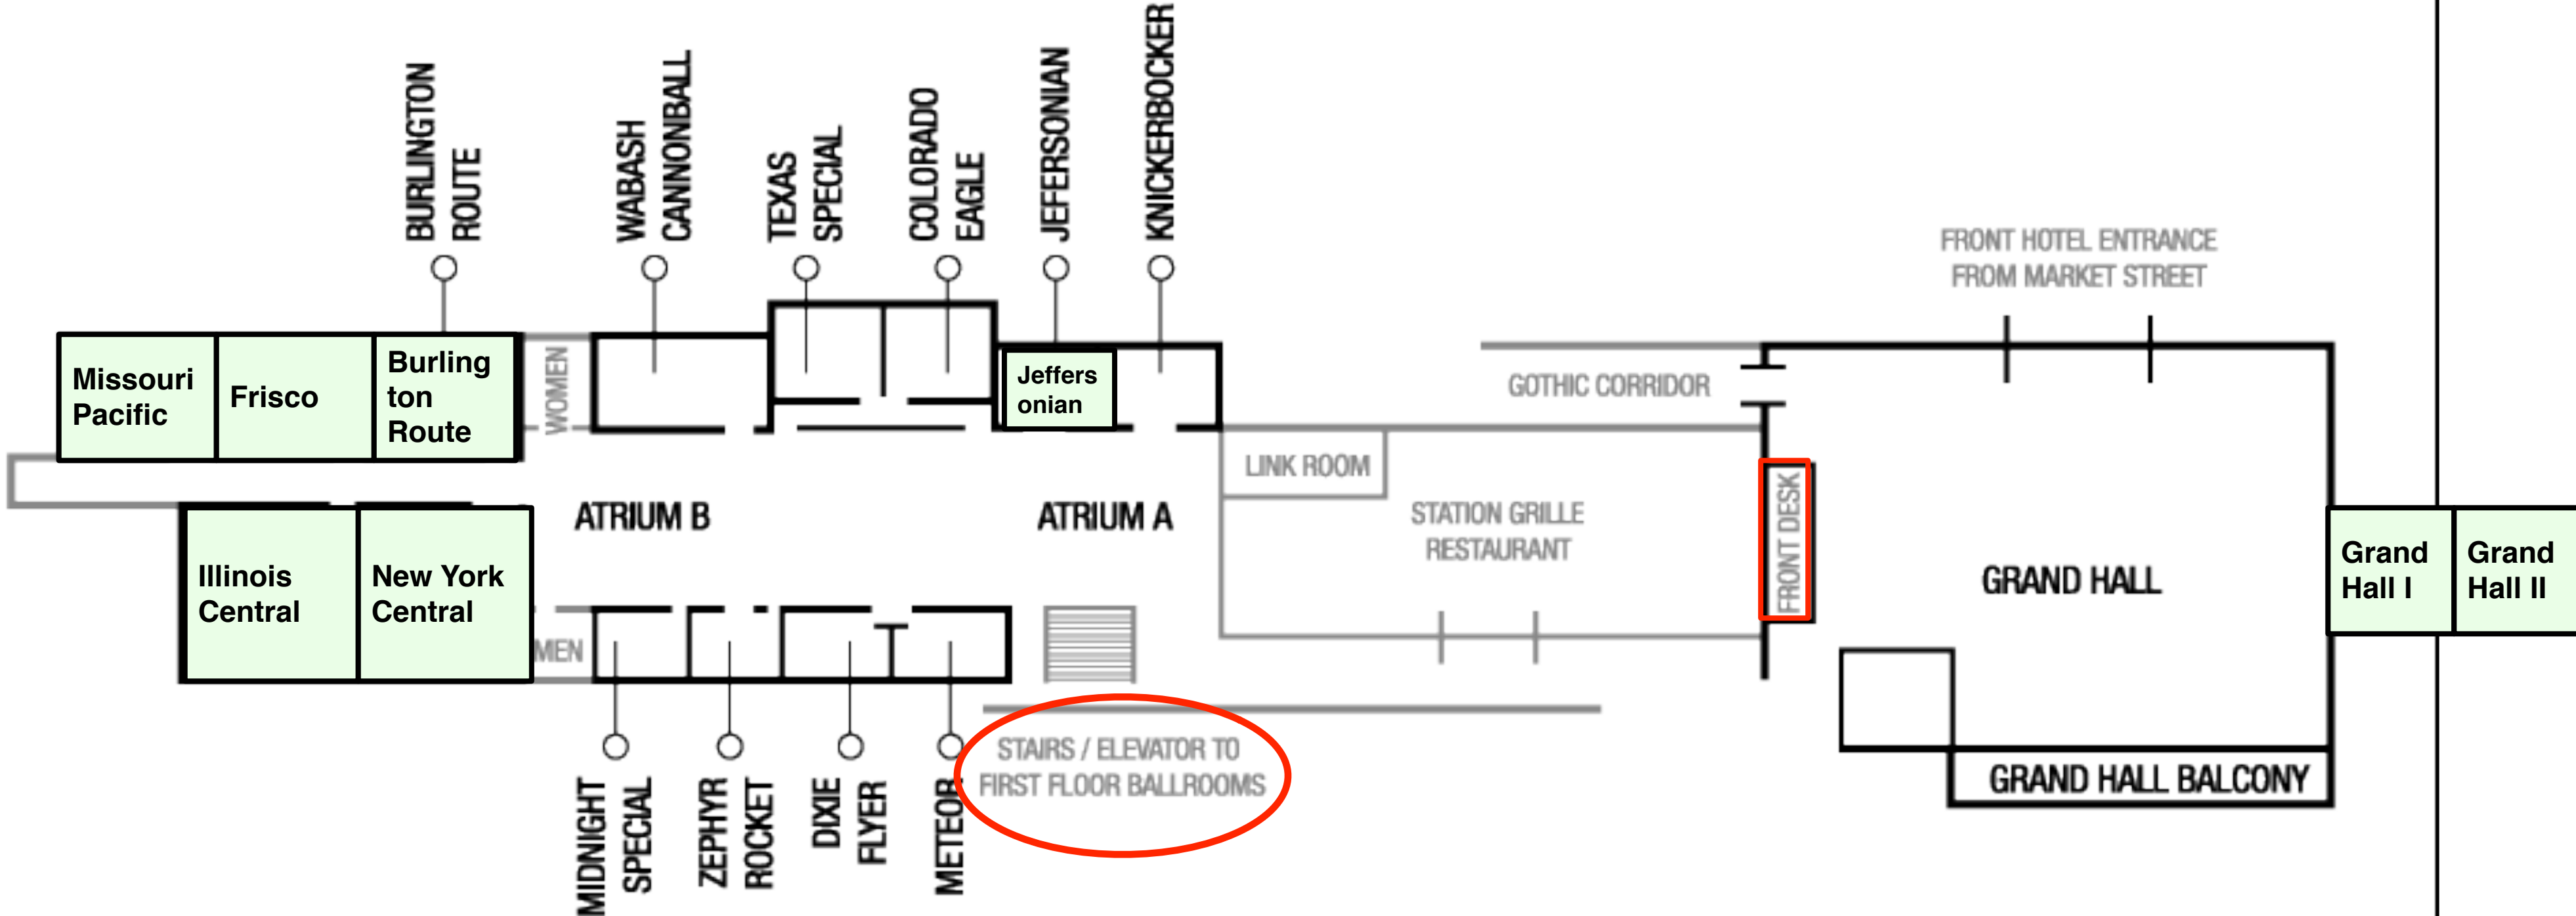 BURLINGTON
ROUTE
WABASH
CANNONBALL
TEXAS
SPECIAL
COLORADO
EAGLE
JEFFERSONIAN
KNICKERBOCKER
FRONT HOTEL ENTRANCE
FROM MARKET STREET
Missouri
Pacific
Frisco
Burling
ton
Route
WOMEN
Jeffers
onian
GOTHIC CORRIDOR
LINK ROOM
ATRIUM B
ATRIUM A
STATION GRILLE
RESTAURANT
FRONT DESK
GRAND HALL
Grand
Hall I
Grand
Hall II
Illinois
Central
New York
Central
MEN
STAIRS / ELEVATOR TO
FIRST FLOOR BALLROOMS
GRAND HALL BALCONY
MIDNIGHT
SPECIAL
ZEPHYR
ROCKET
DIXIE
FLYER
METEOR